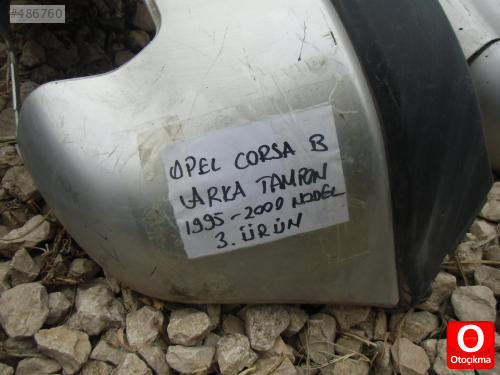 #486760
OPEL CORSA B
ARKA TAMPON
1995-2000 MODEL
3. ÜRÜN
O
Otoçıkma